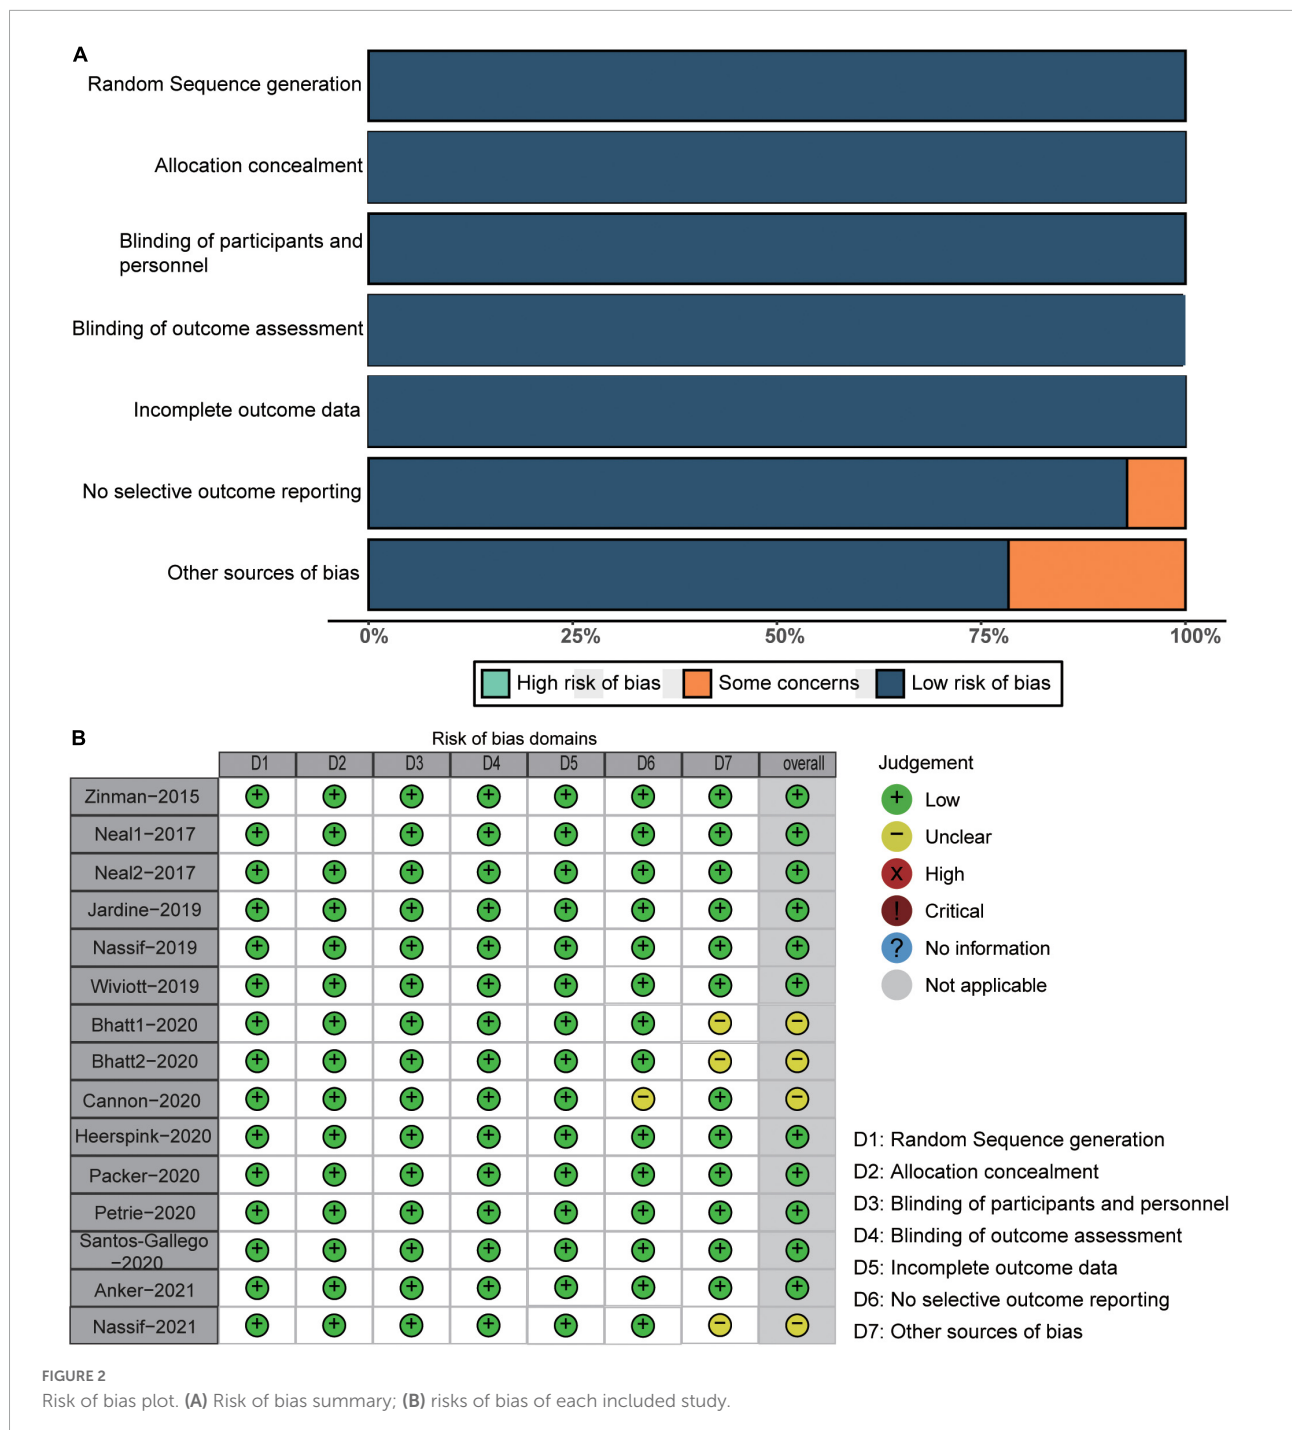 A
Random Sequence generation
Allocation concealment
Blinding of participants and
personnel
Blinding of outcome assessment
Incomplete outcome data
No selective outcome reporting
Other sources of bias
0% 25% 50% 75% 100%
High risk of bias Some concerns Low risk of bias
B
Risk of bias domains
D1 D2 D3 D4 D5 D6 D7 overall
Zinman−2015 + + + + + + + +
Neal1−2017 + + + + + + + +
Neal2−2017 + + + + + + + +
Jardine−2019 + + + + + + + +
Nassif−2019 + + + + + + + +
Wiviott−2019 + + + + + + + +
Bhatt1−2020 + + + + + + − −
Bhatt2−2020 + + + + + + − −
Cannon−2020 + + + + + − + −
Heerspink−2020 + + + + + + + +
Packer−2020 + + + + + + + +
Petrie−2020 + + + + + + + +
Santos-Gallego
−2020 + + + + + + + +
Anker−2021 + + + + + + + +
Nassif−2021 + + + + + + − −
Judgement
+ Low
− Unclear
x High
! Critical
? No information
Not applicable
D1: Random Sequence generation
D2: Allocation concealment
D3: Blinding of participants and personnel
D4: Blinding of outcome assessment
D5: Incomplete outcome data
D6: No selective outcome reporting
D7: Other sources of bias
FIGURE 2
Risk of bias plot. (A) Risk of bias summary; (B) risks of bias of each included study.